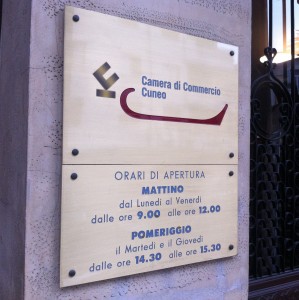 Camera di Commercio
Cuneo
ORARI DI APERTURA
MATTINO
dal Lunedì al Venerdì
dalle ore 9.00 alle ore 12.00
POMERIGGIO
il Martedì e il Giovedì
dalle ore 14.30 alle ore 15.30